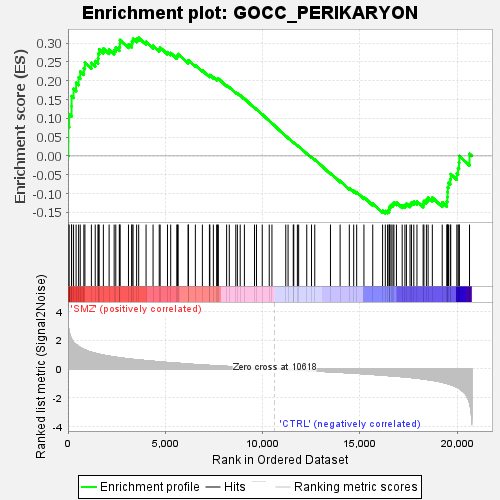 Enrichment plot: GOCC_PERIKARYON
Enrichment score (ES)
0.30
0.25
0.20
0.15
0.10
0.05
0.00
-0.05
-0.10
-0.15
'SMZ' (positively correlated)
Ranked list metric (Signal2Noise)
4
2
0
-2
-4
Zero cross at 10618
'CTRL' (negatively correlated)
0
5,000
10,000
15,000
20,000
Rank in Ordered Dataset
Enrichment profile
Hits
Ranking metric scores